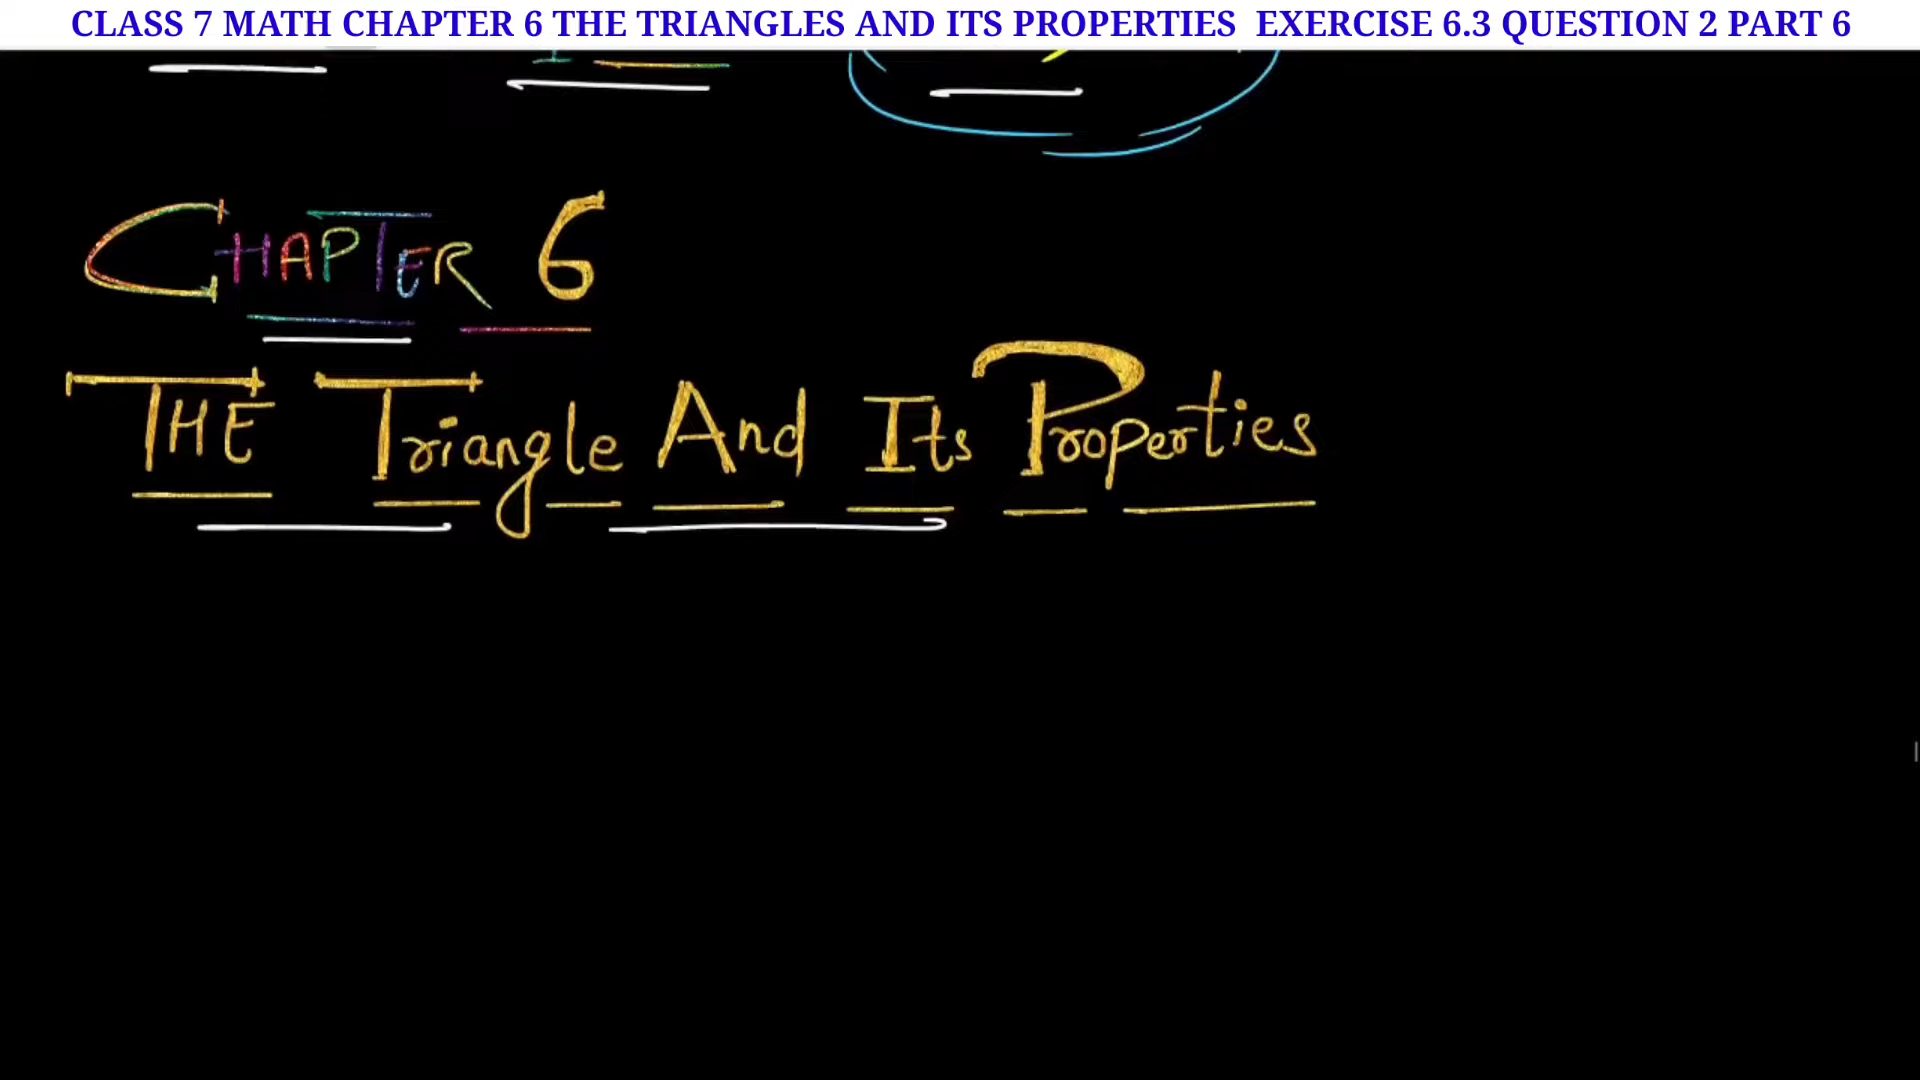 CLASS 7 MATH CHAPTER 6 THE TRIANGLES AND ITS PROPERTIES EXERCISE 6.3 QUESTION 2 PART 6
CHAPTER 6
THE Triangle And Its Properties